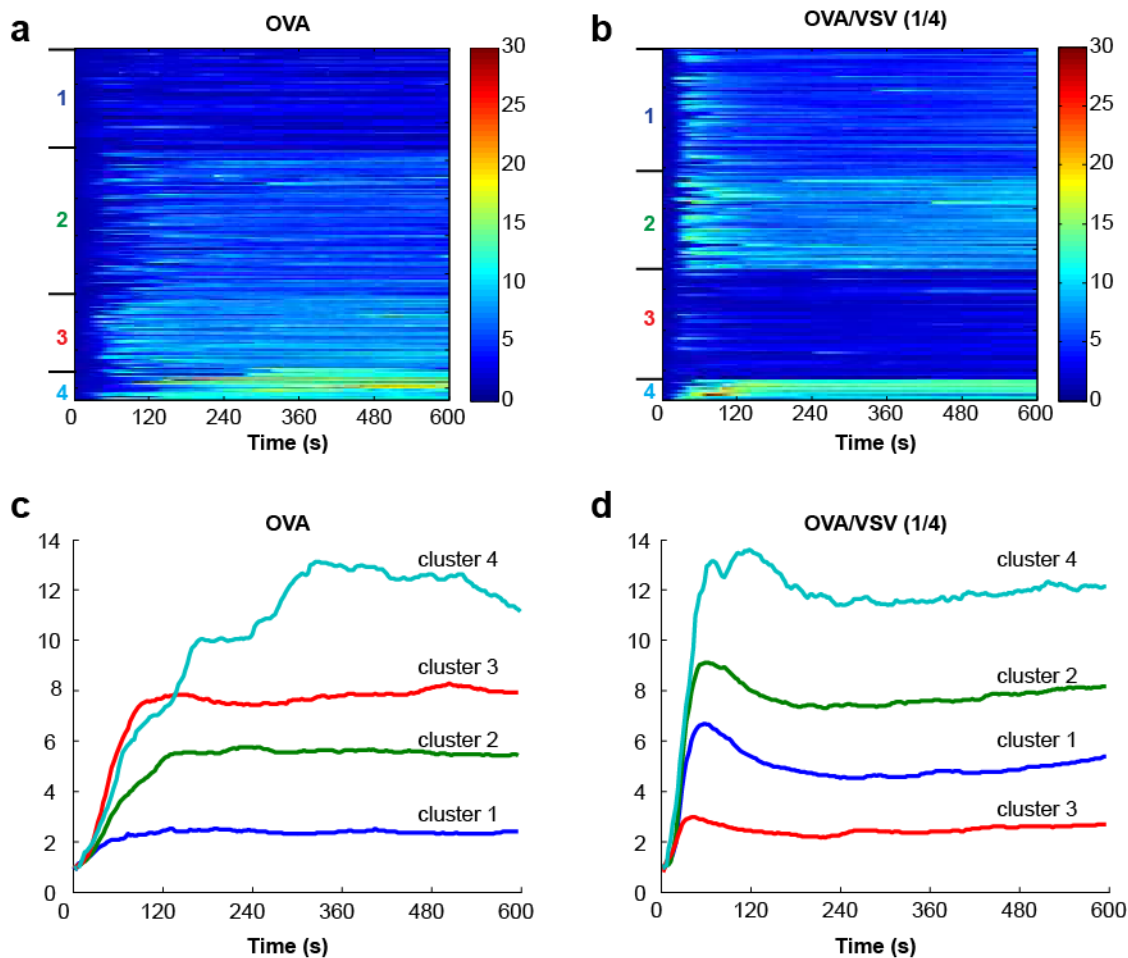 a
OVA
30
25
20
15
10
5
0
1
2
3
4
0 120 240 360 480 600
Time (s)
b
OVA/VSV (1/4)
30
25
20
15
10
5
0
1
2
3
4
0 120 240 360 480 600
Time (s)
c
OVA
14
12
10
8
6
4
2
0
cluster 4
cluster 3
cluster 2
cluster 1
0 120 240 360 480 600
Time (s)
d
OVA/VSV (1/4)
14
12
10
8
6
4
2
0
cluster 4
cluster 2
cluster 1
cluster 3
0 120 240 360 480 600
Time (s)